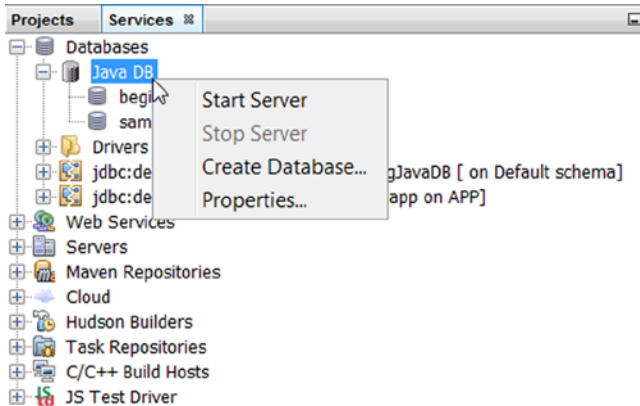 Projects Services
Databases
Java DB
begi
Start Server
sam
Stop Server
Drivers
Create Database...
jdbc:de gJavaDB [ on Default schema]
Properties...
jdbc:de app on APP]
Web Services
Servers
Maven Repositories
Cloud
Hudson Builders
Task Repositories
C/C++ Build Hosts
JS Test Driver